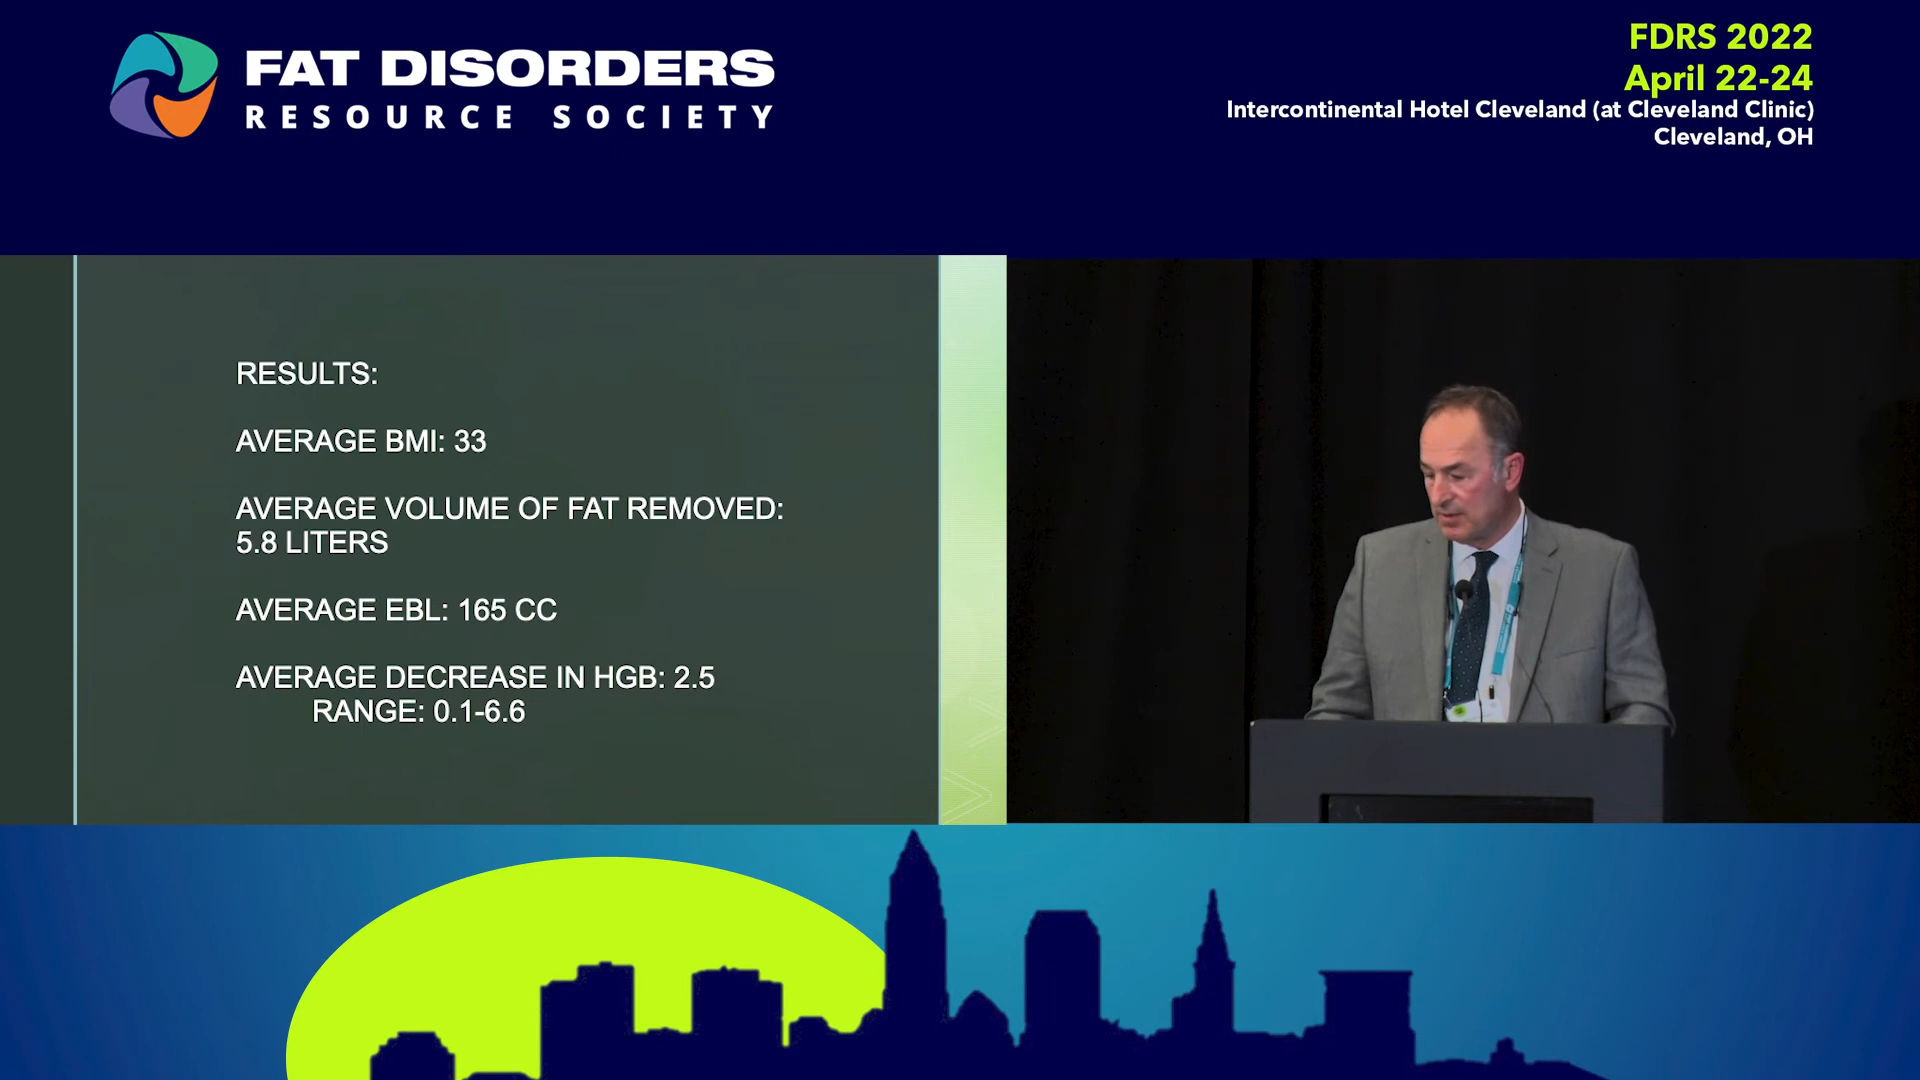 FAT DISORDERS
RESOURCE SOCIETY
FDRS 2022
April 22-24
Intercontinental Hotel Cleveland (at Cleveland Clinic)
Cleveland, OH
RESULTS:
AVERAGE BMI: 33
AVERAGE VOLUME OF FAT REMOVED:
5.8 LITERS
AVERAGE EBL: 165 CC
AVERAGE DECREASE IN HGB: 2.5
RANGE: 0.1-6.6